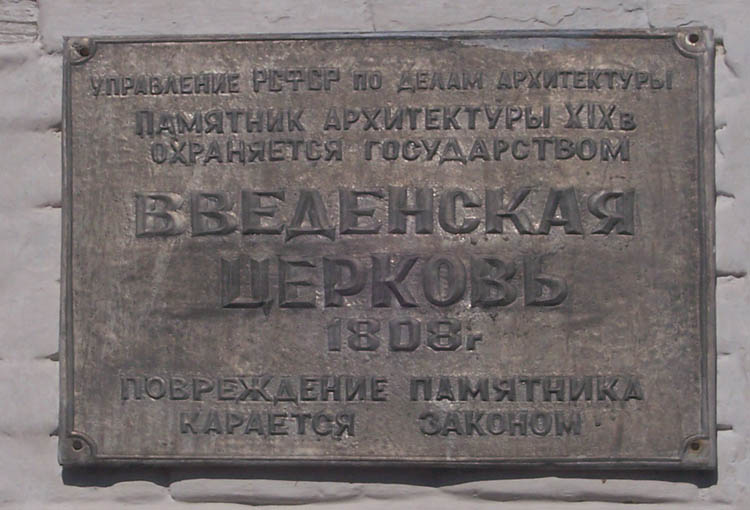 УПРАВЛЕНИЕ РСФСР ПО ДЕЛАМ АРХИТЕКТУРЫ
ПАМЯТНИК АРХИТЕКТУРЫ XIXв
ОХРАНЯЕТСЯ ГОСУДАРСТВОМ
ВВЕДЕНСКАЯ
ЦЕРКОВЬ
1808г
ПОВРЕЖДЕНИЕ ПАМЯТНИКА
КАРАЕТСЯ ЗАКОНОМ